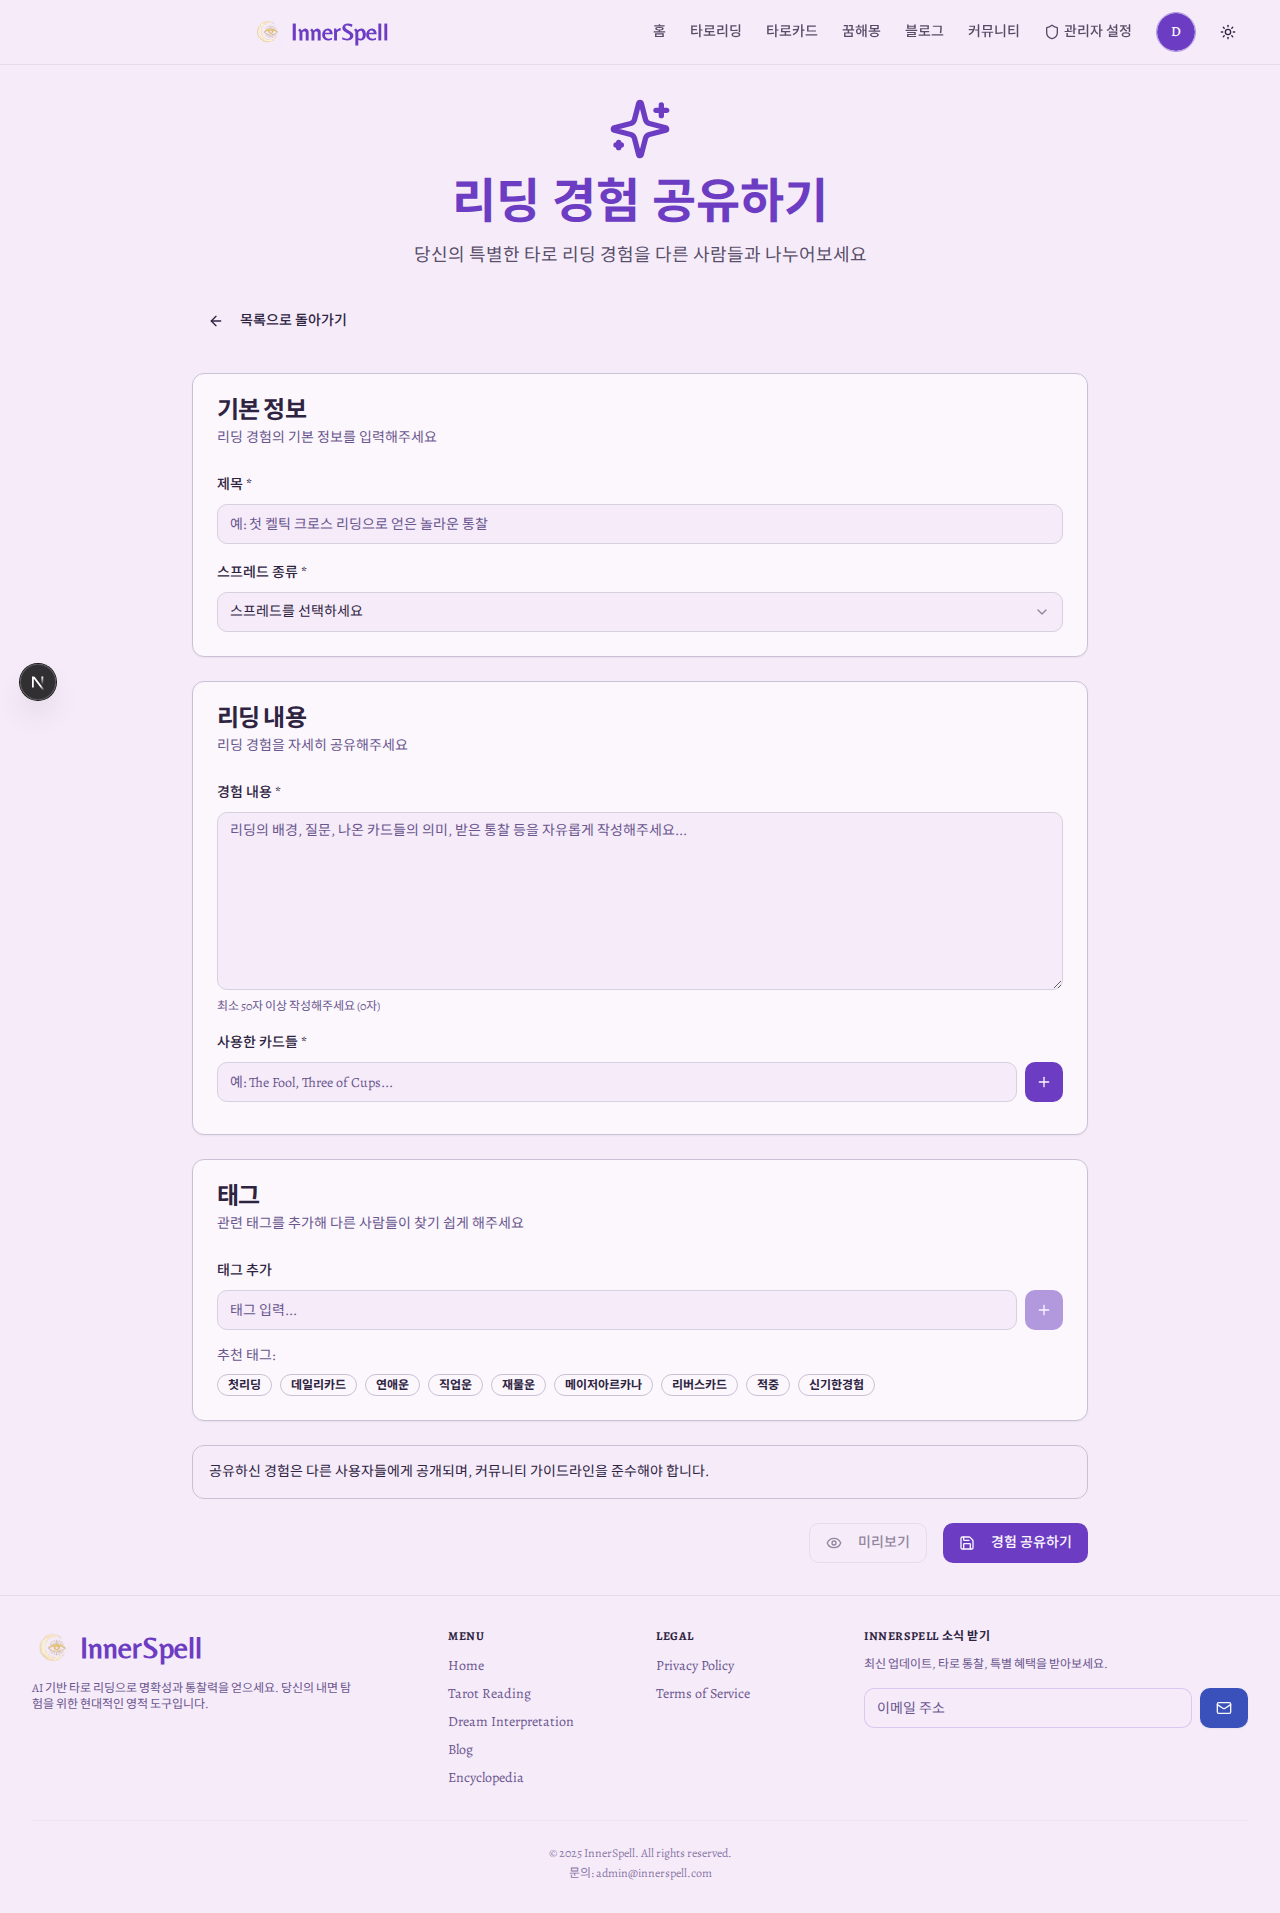 InnerSpell
홈 타로리딩 타로카드 꿈해몽 블로그 커뮤니티 관리자 설정 D
리딩 경험 공유하기
당신의 특별한 타로 리딩 경험을 다른 사람들과 나누어보세요
목록으로 돌아가기
기본 정보
리딩 경험의 기본 정보를 입력해주세요
제목 *
예: 첫 켈틱 크로스 리딩으로 얻은 놀라운 통찰
스프레드 종류 *
스프레드를 선택하세요
N
리딩 내용
리딩 경험을 자세히 공유해주세요
경험 내용 *
리딩의 배경, 질문, 나온 카드들의 의미, 받은 통찰 등을 자유롭게 작성해주세요...
최소 50자 이상 작성해주세요 (0자)
사용한 카드들 *
예: The Fool, Three of Cups...
태그
관련 태그를 추가해 다른 사람들이 찾기 쉽게 해주세요
태그 추가
태그 입력...
추천 태그:
첫리딩 데일리카드 연애운 직업운 재물운 메이저아르카나 리버스카드 적중 신기한경험
공유하신 경험은 다른 사용자들에게 공개되며, 커뮤니티 가이드라인을 준수해야 합니다.
미리보기 경험 공유하기
InnerSpell
AI 기반 타로 리딩으로 명확성과 통찰력을 얻으세요. 당신의 내면 탐
험을 위한 현대적인 영적 도구입니다.
MENU
Home
Tarot Reading
Dream Interpretation
Blog
Encyclopedia
LEGAL
Privacy Policy
Terms of Service
INNERSPELL 소식 받기
최신 업데이트, 타로 통찰, 특별 혜택을 받아보세요.
이메일 주소
© 2025 InnerSpell. All rights reserved.
문의: admin@innerspell.com